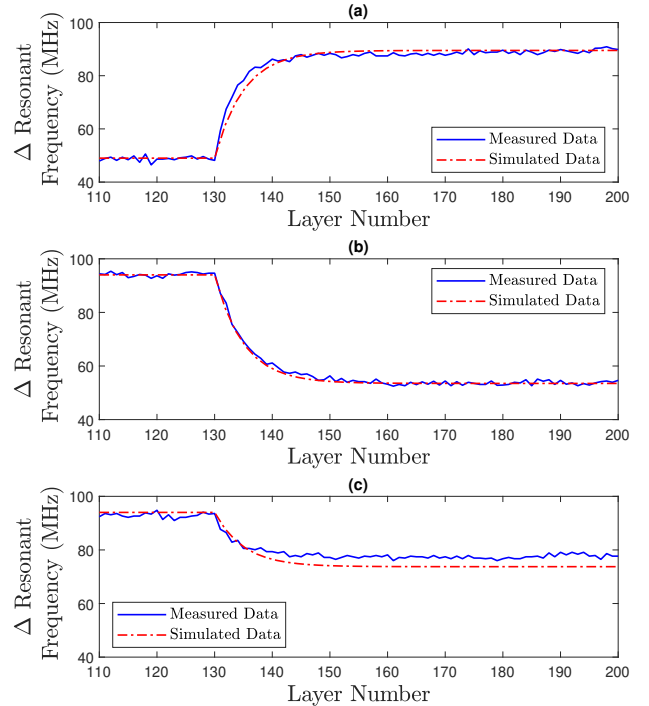 (a)
Δ Resonant
Frequency (MHz)
100
80
60
40
Measured Data
Simulated Data
110 120 130 140 150 160 170 180 190 200
Layer Number
(b)
Δ Resonant
Frequency (MHz)
100
80
60
40
Measured Data
Simulated Data
110 120 130 140 150 160 170 180 190 200
Layer Number
(c)
Δ Resonant
Frequency (MHz)
100
80
60
40
Measured Data
Simulated Data
110 120 130 140 150 160 170 180 190 200
Layer Number